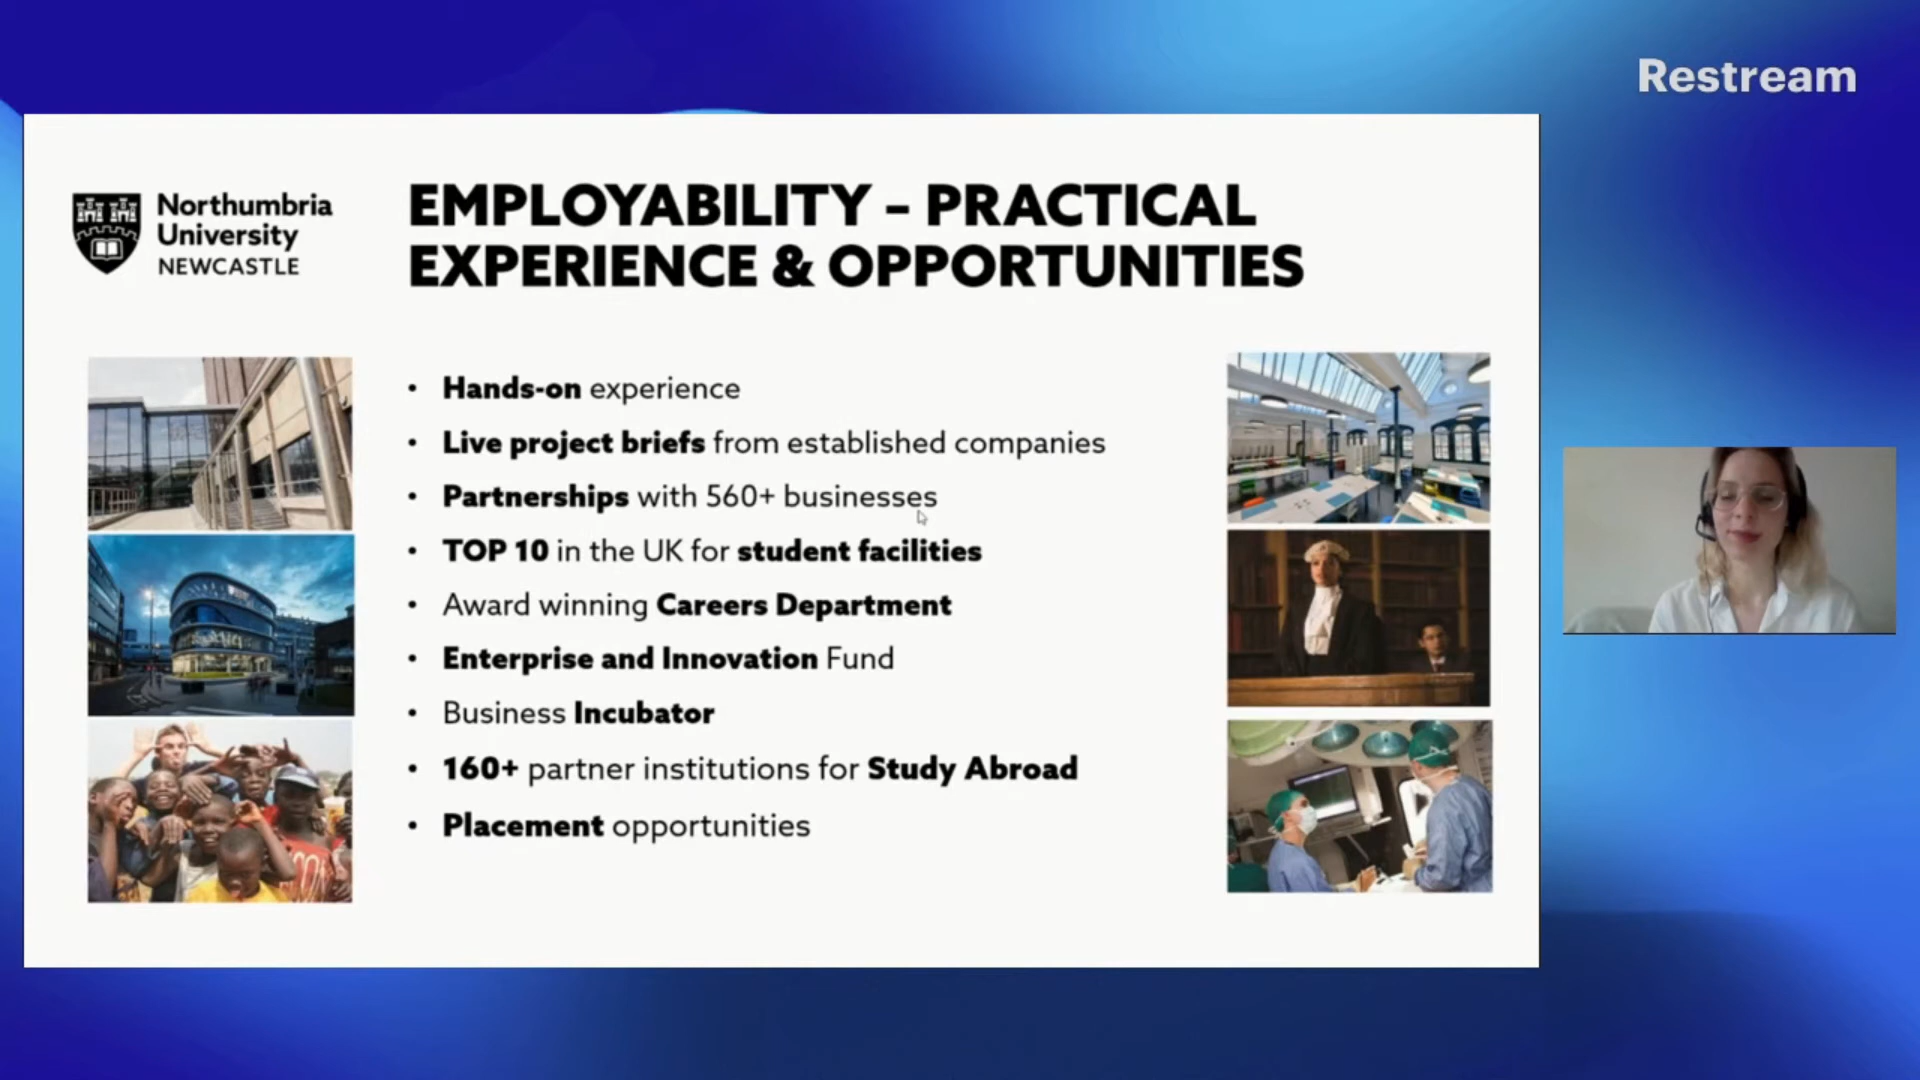 Restream
Northumbria
University
NEWCASTLE
EMPLOYABILITY – PRACTICAL
EXPERIENCE & OPPORTUNITIES
• Hands-on experience
• Live project briefs from established companies
• Partnerships with 560+ businesses
• TOP 10 in the UK for student facilities
• Award winning Careers Department
• Enterprise and Innovation Fund
• Business Incubator
• 160+ partner institutions for Study Abroad
• Placement opportunities